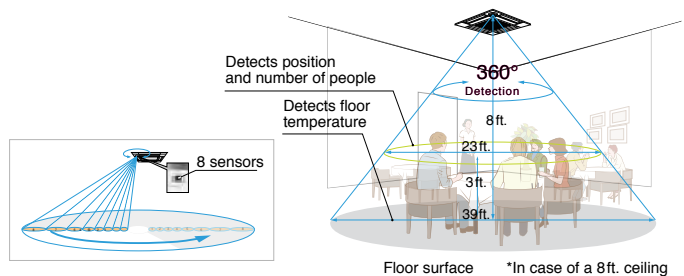 Detects position
and number of people
Detects floor
temperature
360°
Detection
8ft.
23ft.
3ft.
39ft.
8 sensors
Floor surface
*In case of a 8ft. ceiling